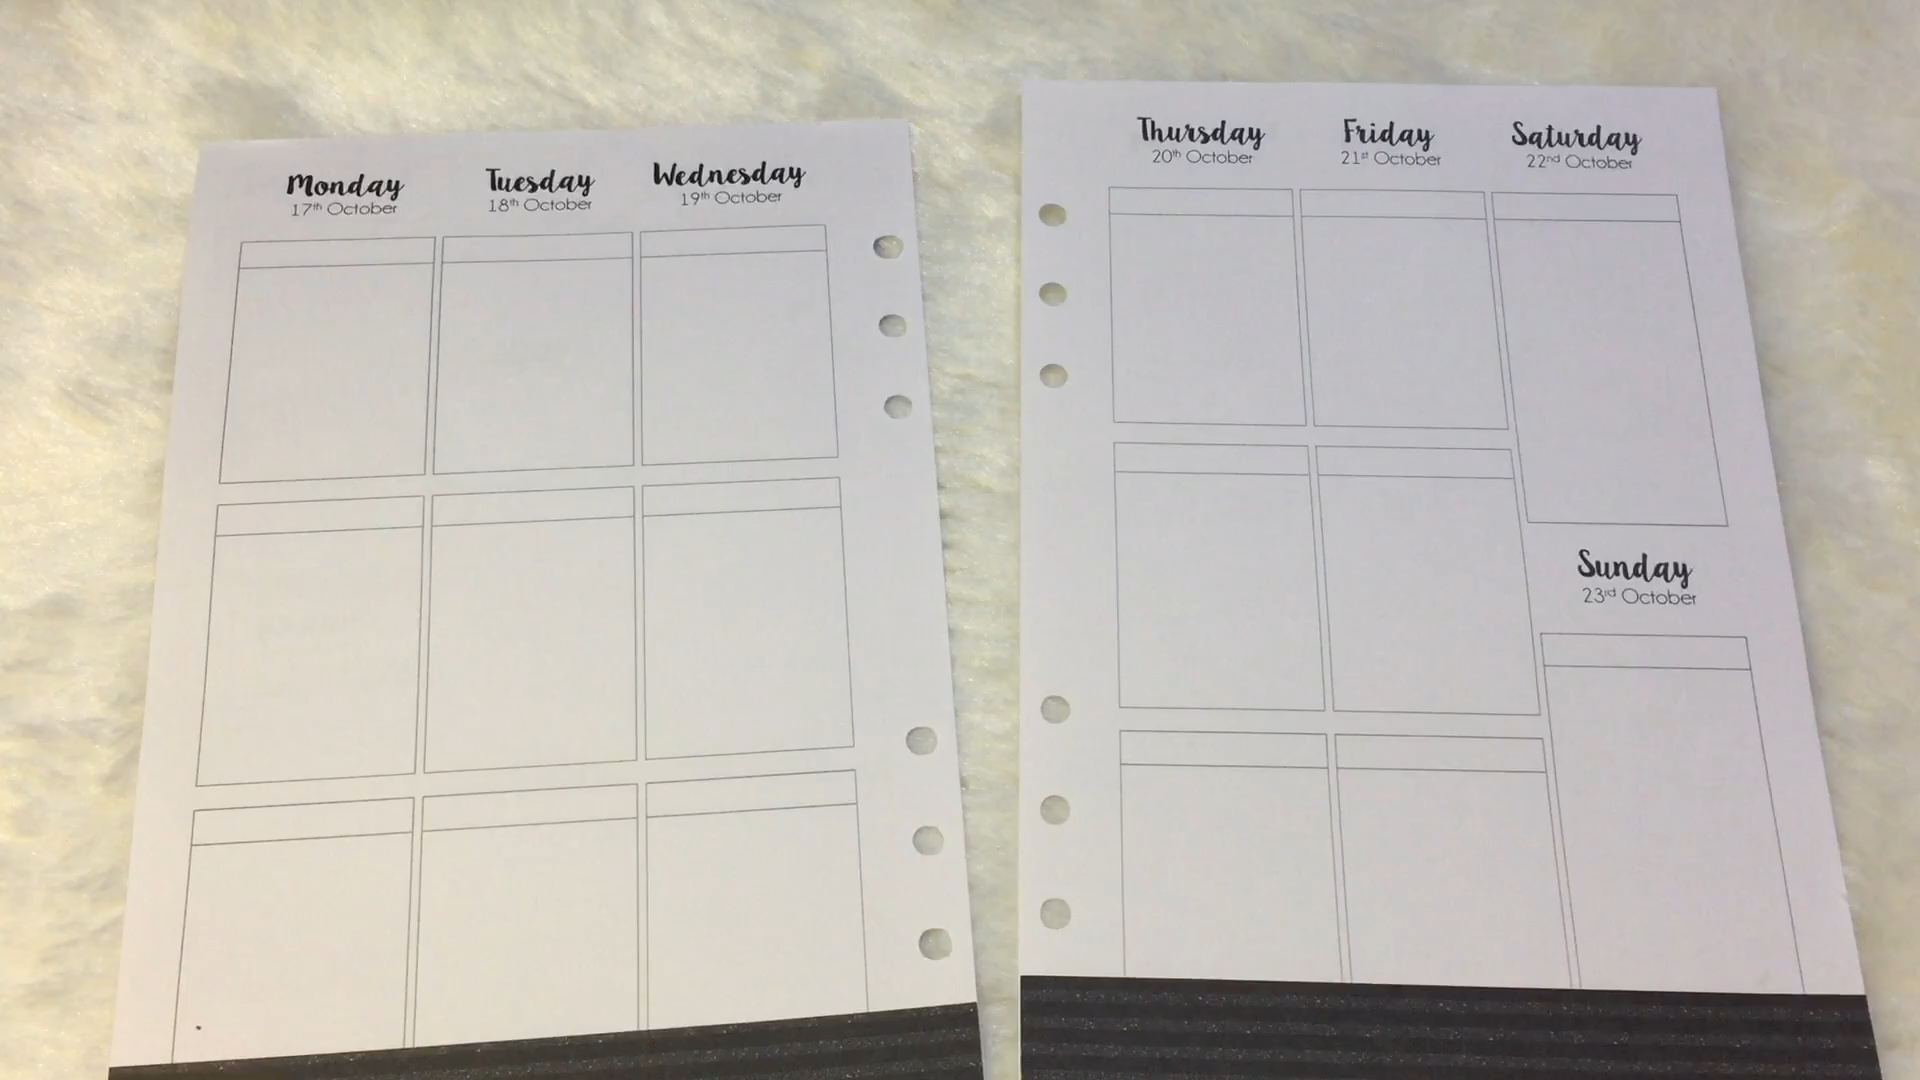 Monday
17th October
Tuesday
18th October
Wednesday
19th October
Thursday
20th October
Friday
21st October
Saturday
22nd October
Sunday
23rd October